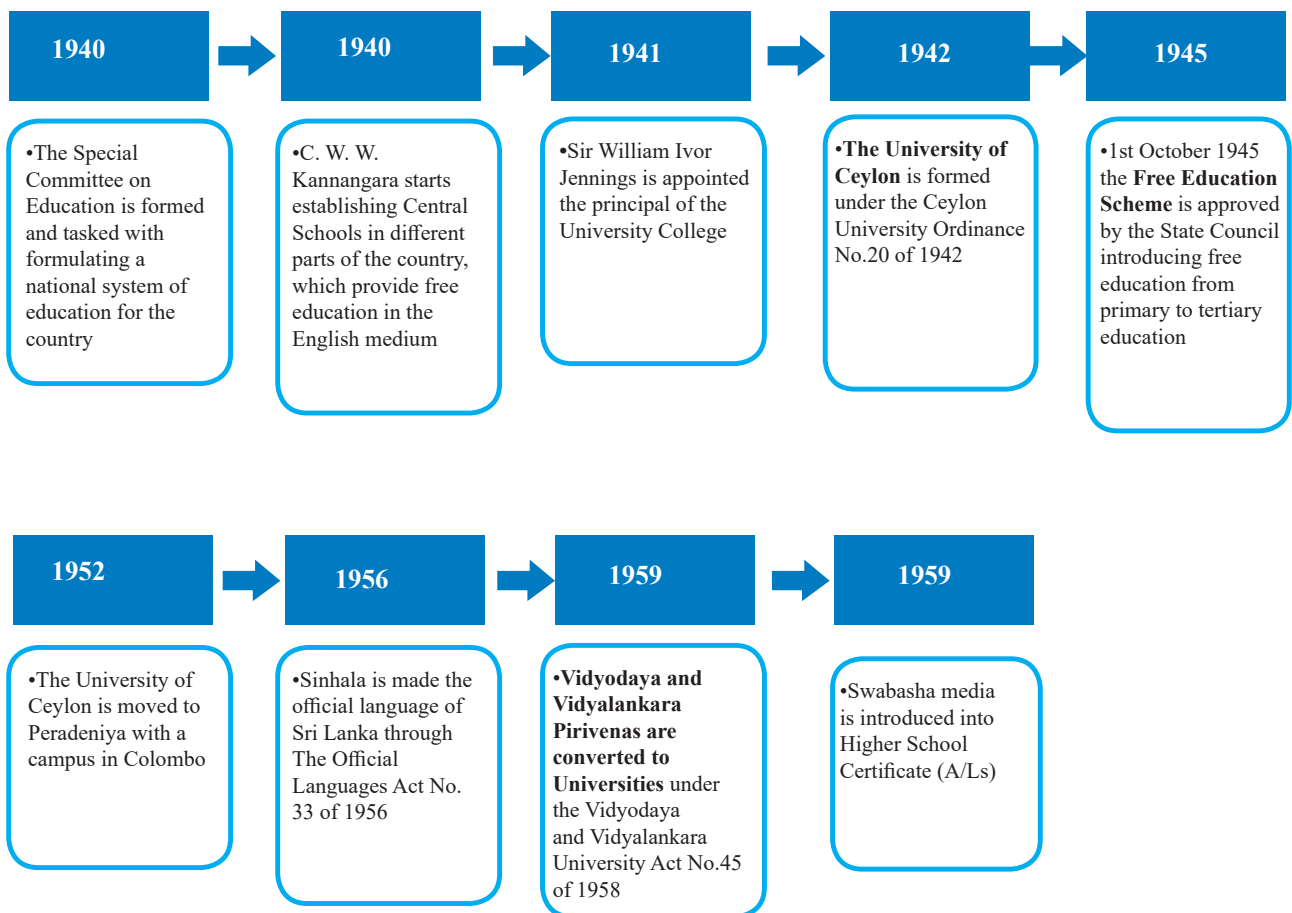 1940
1940
1941
1942
1945
•The Special
Committee on
Education is formed
and tasked with
formulating a
national system of
education for the
country
•C. W. W.
Kannangara starts
establishing Central
Schools in different
parts of the country,
which provide free
education in the
English medium
•Sir William Ivor
Jennings is appointed
the principal of the
University College
•The University of
Ceylon is formed
under the Ceylon
University Ordinance
No.20 of 1942
•1st October 1945
the Free Education
Scheme is approved
by the State Council
introducing free
education from
primary to tertiary
education
1952
1956
1959
1959
•The University of
Ceylon is moved to
Peradeniya with a
campus in Colombo
•Sinhala is made the
official language of
Sri Lanka through
The Official
Languages Act No.
33 of 1956
•Vidyodaya and
Vidyalankara
Pirivenas are
converted to
Universities under
the Vidyodaya
and Vidyalankara
University Act No.45
of 1958
•Swabasha media
is introduced into
Higher School
Certificate (A/Ls)